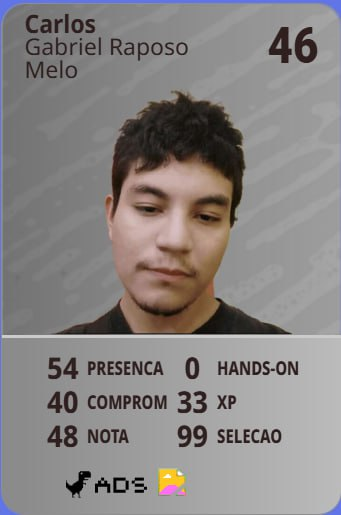 Carlos
Gabriel Raposo
Melo
46
54 PRESENCA 0 HANDS-ON
40 COMPROM 33 XP
48 NOTA 99 SELECAO
ADS